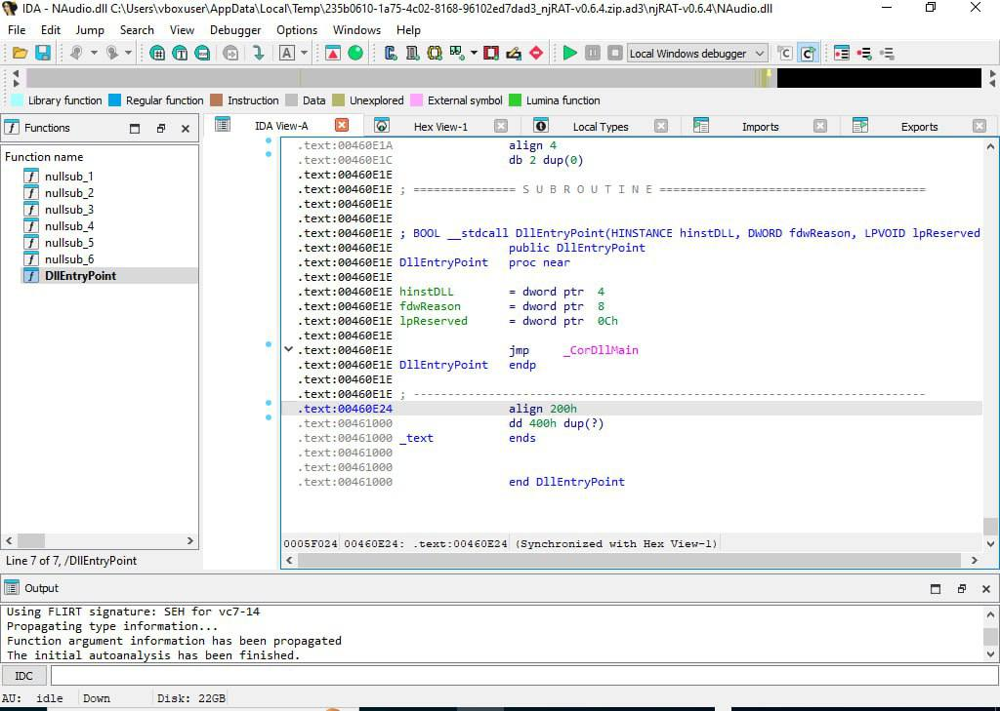 IDA - NAudio.dll C:\Users\vboxuser\AppData\Local\Temp\235b0610-1a75-4c02-8168-96102ed7dad3_njRAT-v0.6.4.zip.ad3\njRAT-v0.6.4\NAudio.dll
File Edit Jump Search View Debugger Options Windows Help
Local Windows debugger
Library function Regular function Instruction Data Unexplored External symbol Lumina function
Functions
Function name
nullsub_1
nullsub_2
nullsub_3
nullsub_4
nullsub_5
nullsub_6
DllEntryPoint
Line 7 of 7, /DllEntryPoint
IDA View-A Hex View-1 Local Types Imports Exports
.text:00460E1A align 4
.text:00460E1C db 2 dup(0)
.text:00460E1E
.text:00460E1E ; =============== S U B R O U T I N E =======================================
.text:00460E1E
.text:00460E1E
.text:00460E1E ; BOOL __stdcall DllEntryPoint(HINSTANCE hinstDLL, DWORD fdwReason, LPVOID lpReserved
.text:00460E1E public DllEntryPoint
.text:00460E1E DllEntryPoint proc near
.text:00460E1E
.text:00460E1E hinstDLL = dword ptr 4
.text:00460E1E fdwReason = dword ptr 8
.text:00460E1E lpReserved = dword ptr 0Ch
.text:00460E1E
.text:00460E1E jmp _CorDllMain
.text:00460E1E DllEntryPoint endp
.text:00460E1E
.text:00460E1E ; ---------------------------------------------------------------------------
.text:00460E24 align 200h
.text:00461000 dd 400h dup(?)
.text:00461000 _text ends
.text:00461000
.text:00461000
.text:00461000 end DllEntryPoint
0005F024 00460E24: .text:00460E24 (Synchronized with Hex View-1)
Output
Using FLIRT signature: SEH for vc7-14
Propagating type information...
Function argument information has been propagated
The initial autoanalysis has been finished.
IDC
AU: idle Down Disk: 22GB